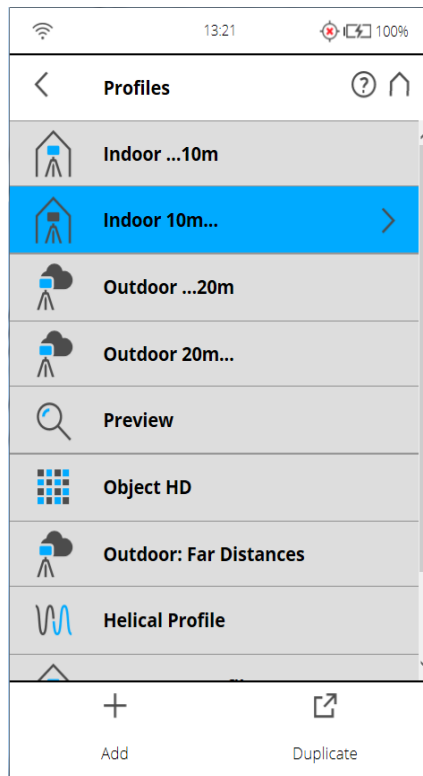 13:21
100%
Profiles
Indoor ...10m
Indoor 10m...
Outdoor ...20m
Outdoor 20m...
Preview
Object HD
Outdoor: Far Distances
Helical Profile
Add
Duplicate